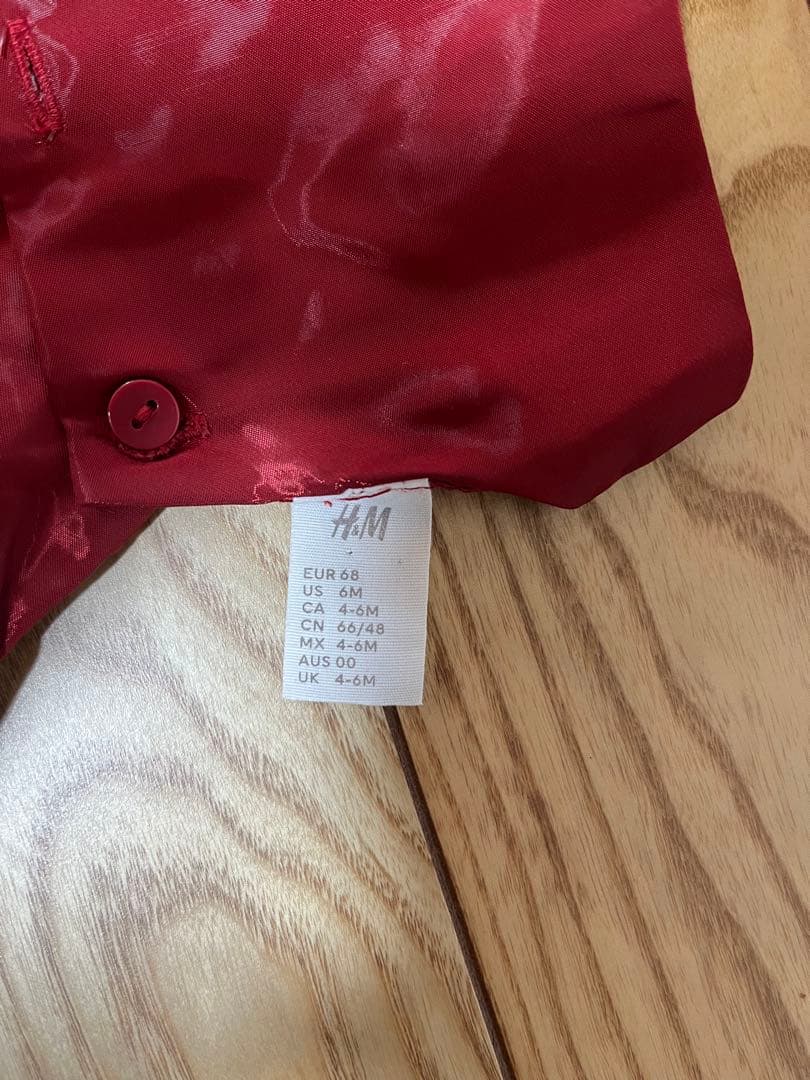 H&M
EUR 68
US 6M
CA 4-6M
CN 66/48
MX 4-6M
AUS 00
UK 4-6M